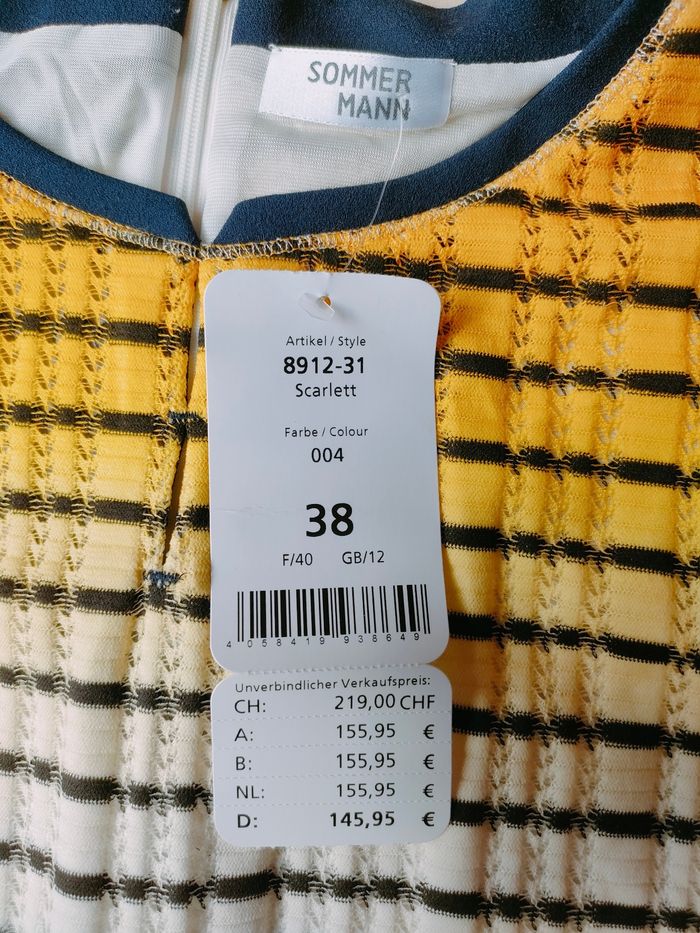 SOMMER
MANN
Artikel / Style
8912-31
Scarlett
Farbe / Colour
004
38
F/40 GB/12
4 058419 938649
Unverbindlicher Verkaufspreis:
CH: 219,00 CHF
A: 155,95 €
B: 155,95 €
NL: 155,95 €
D: 145,95 €